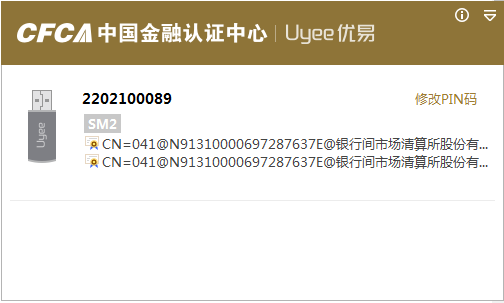 CFCA 中国金融认证中心 Uyee优易
2202100089 修改PIN码
Uyee
SM2
CN=041@N91310000697287637E@银行间市场清算所股份有...
CN=041@N91310000697287637E@银行间市场清算所股份有...